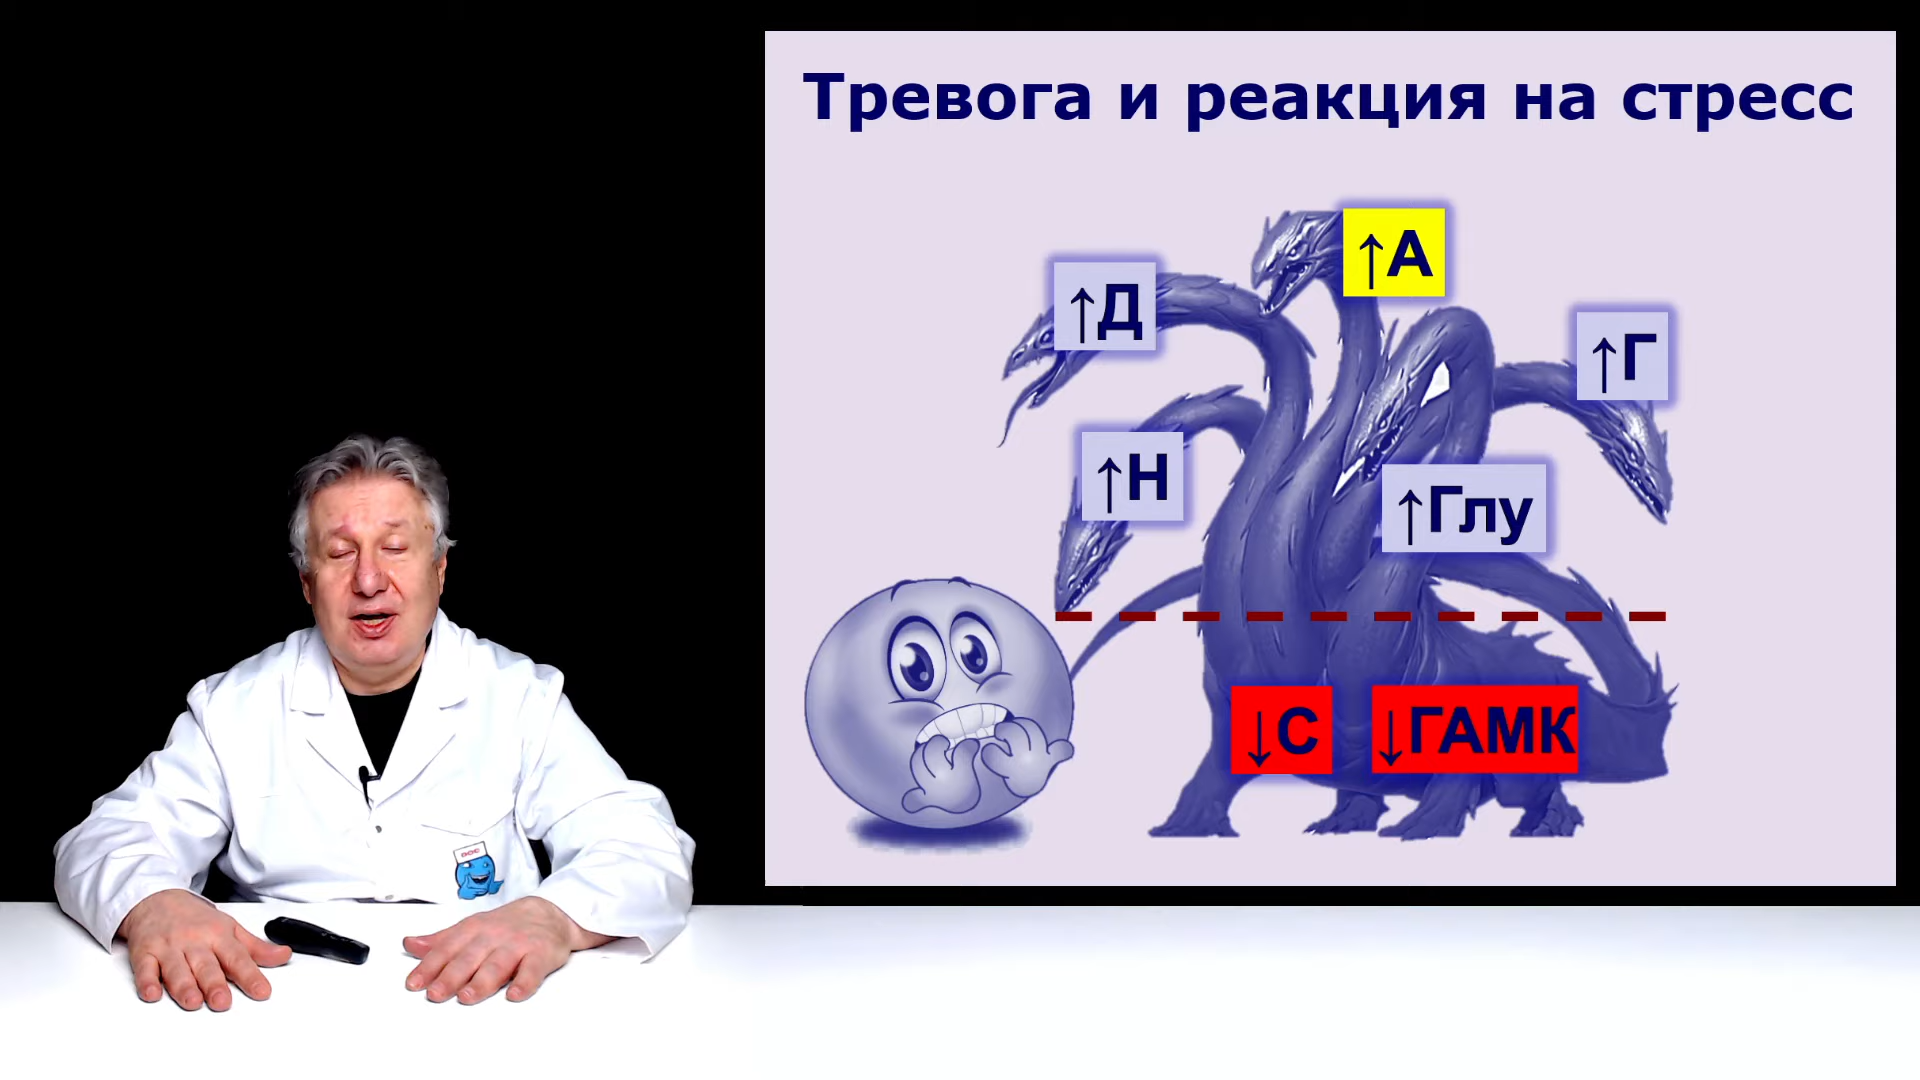 Тревога и реакция на стресс
↑А
↑Д
↑Г
↑Н
↑Глу
↓С ↓ГАМК